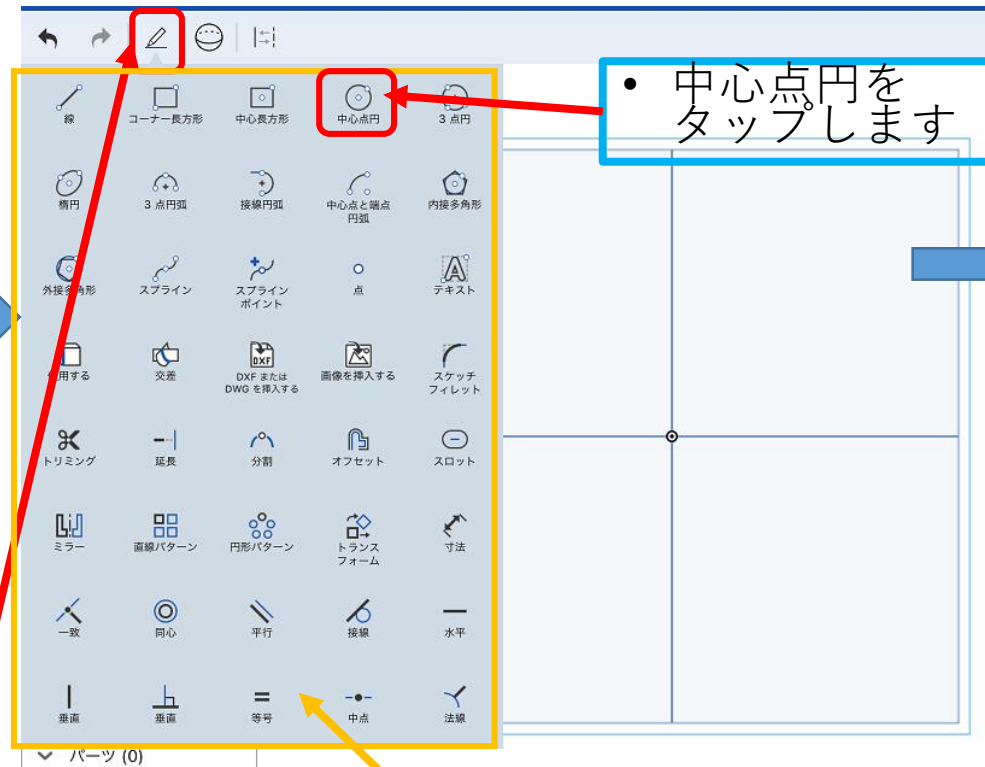 • 中心点円を
タップします
線
コーナー長方形
中心長方形
中心点円
3 点円
楕円
3 点円弧
接線円弧
中心点と端点
円弧
内接多角形
外接多角形
スプライン
スプライン
ポイント
点
テキスト
使用する
交差
DXF または
DWG を挿入する
画像を挿入する
スケッチ
フィレット
トリミング
延長
分割
オフセット
スロット
ミラー
直線パターン
円形パターン
トランス
フォーム
寸法
一致
同心
平行
接線
水平
垂直
垂直
等号
中点
法線
パーツ (0)